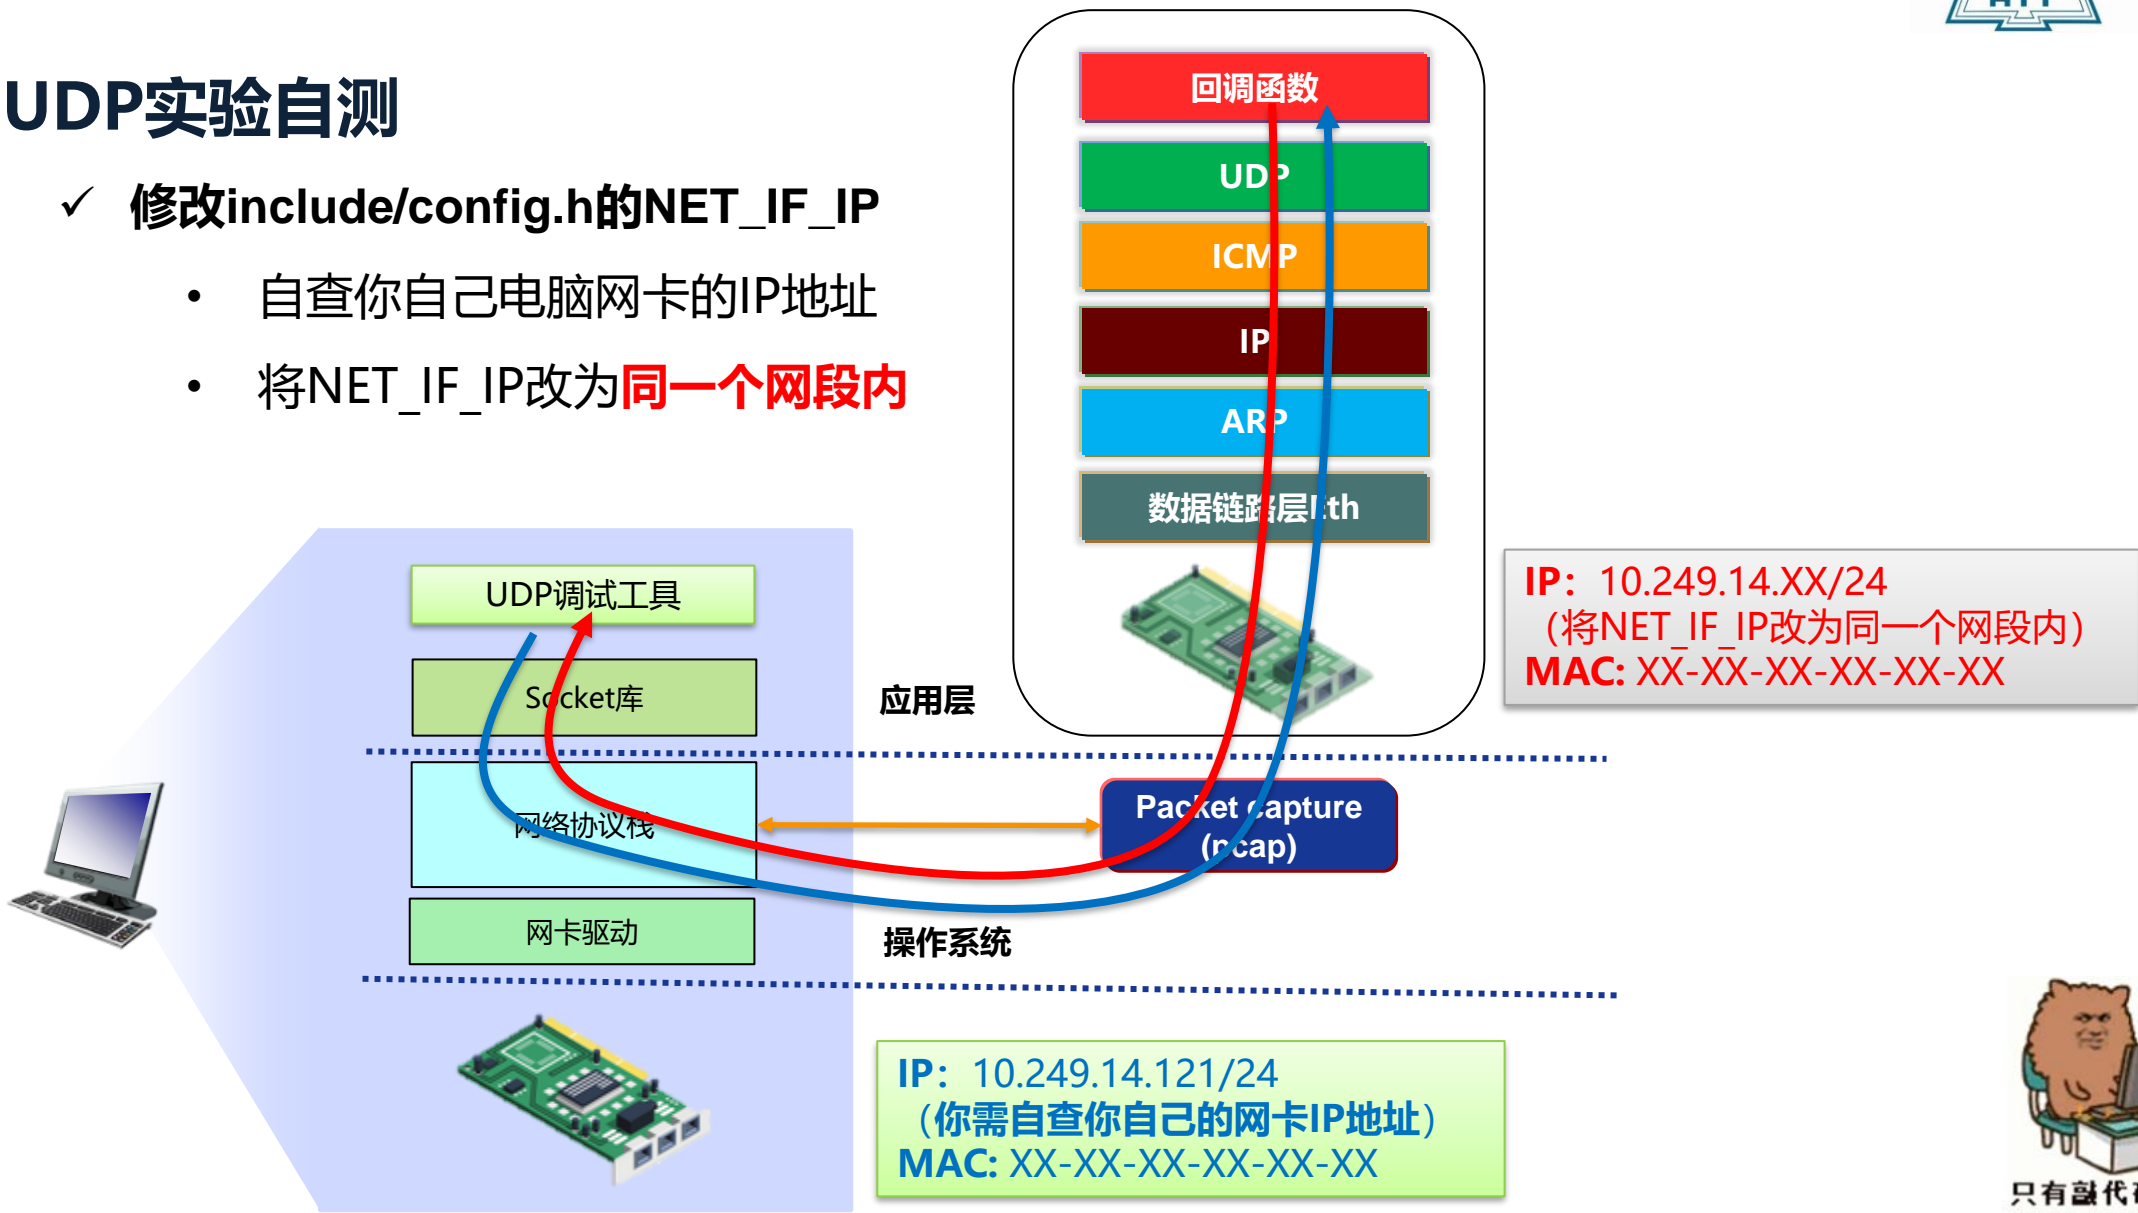 UDP实验自测
✓ 修改include/config.h的NET_IF_IP
• 自查你自己电脑网卡的IP地址
• 将NET_IF_IP改为同一个网段内
回调函数
UDP
ICMP
IP
ARP
数据链路层Eth
IP：10.249.14.XX/24
（将NET_IF_IP改为同一个网段内）
MAC: XX-XX-XX-XX-XX-XX
UDP调试工具
Socket库
应用层
网络协议栈
Packet capture
(pcap)
网卡驱动
操作系统
IP：10.249.14.121/24
（你需自查你自己的网卡IP地址）
MAC: XX-XX-XX-XX-XX-XX
只有敲代